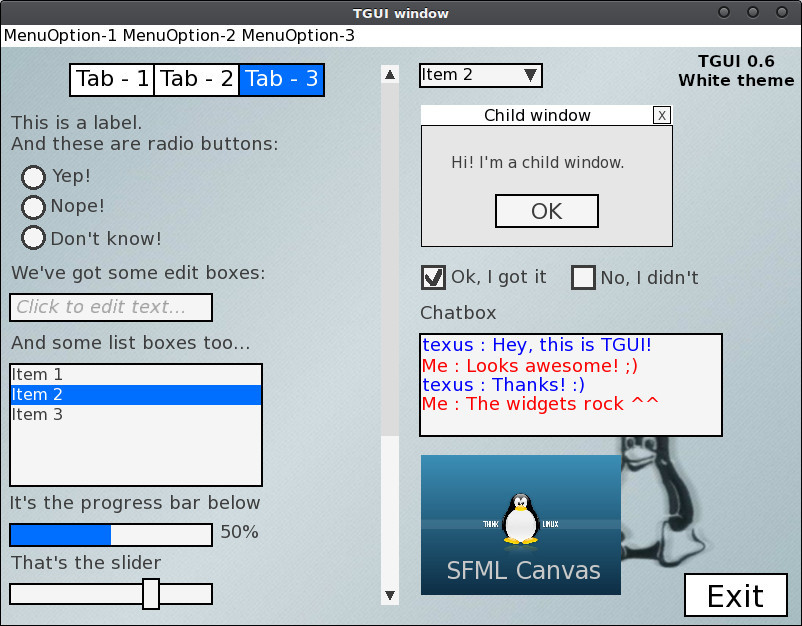 TGUI window
MenuOption-1 MenuOption-2 MenuOption-3
Tab - 1 Tab - 2 Tab - 3
This is a label.
And these are radio buttons:
Yep!
Nope!
Don't know!
We've got some edit boxes:
Click to edit text...
And some list boxes too...
Item 1
Item 2
Item 3
It's the progress bar below
50%
That's the slider
Item 2
TGUI 0.6
White theme
Child window X
Hi! I'm a child window.
OK
Ok, I got it No, I didn't
Chatbox
texus : Hey, this is TGUI!
Me : Looks awesome! ;)
texus : Thanks! :)
Me : The widgets rock ^^
THINK LINUX
SFML Canvas
Exit